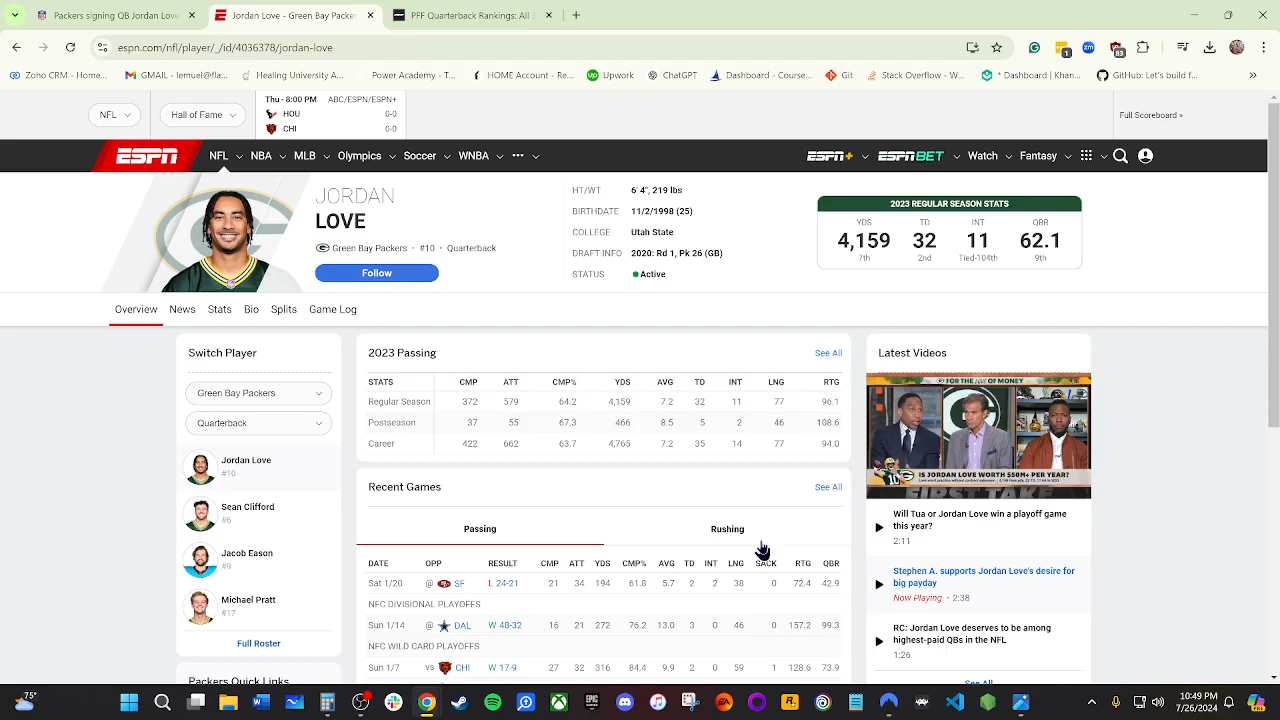 Packers Quarterback Jordan Love
PFF Quarterback Rankings: All 3
espn.com/nfl/player/_/id/4036378/jordan-love
1
83
Zoho CRM - Home...
GMAIL - lemuel@fla...
Healing University A...
Power Academy - T...
HOME Account - Re...
Upwork
ChatGPT
Dashboard - Course...
Git
Stack Overflow - W...
* Dashboard | Khan...
GitHub: Let's build f...
»
NFL
Hall of Fame
Thu - 8:00 PM ABC/ESPN/ESPN+
HOU 0-0
CHI 0-0
Full Scoreboard »
ESPN NFL NBA MLB Olympics Soccer WNBA ••• ESPN+ ESPN BET Watch Fantasy
JORDAN
LOVE
Green Bay Packers • #10 • Quarterback
Follow
HT/WT 6' 4", 219 lbs
BIRTHDATE 11/2/1998 (25)
COLLEGE Utah State
DRAFT INFO 2020: Rd 1, Pk 26 (GB)
STATUS Active
2023 REGULAR SEASON STATS
YDS TD INT QBR
4,159 32 11 62.1
7th 2nd Tied-104th 9th
Overview News Stats Bio Splits Game Log
Switch Player
Green Bay Packers
Quarterback
Jordan Love
#10
Sean Clifford
#6
Jacob Eason
#9
Michael Pratt
#17
Full Roster
Packers Quick Links
2023 Passing See All
STATS CMP ATT CMP% YDS AVG TD INT LNG RTG
Regular Season 372 579 64.2 4,159 7.2 32 11 77 96.1
Postseason 37 55 67.3 466 8.5 5 2 46 108.6
Career 422 662 63.7 4,765 7.2 35 14 77 94.0
Recent Games See All
Passing Rushing
DATE OPP RESULT CMP ATT YDS CMP% AVG TD INT LNG SACK RTG QBR
Sat 1/20 @ SF L 24-21 21 34 194 61.8 5.7 2 2 38 0 72.4 42.9
NFC DIVISIONAL PLAYOFFS
Sun 1/14 @ DAL W 48-32 16 21 272 76.2 13.0 3 0 46 0 157.2 99.3
NFC WILD CARD PLAYOFFS
Sun 1/7 vs CHI W 17-9 27 32 316 84.4 9.9 2 0 59 1 128.6 73.9
Latest Videos
FOR THE LOVE OF MONEY
IS JORDAN LOVE WORTH $50M+ PER YEAR?
FIRST TAKE
Will Tua or Jordan Love win a playoff game
this year?
2:11
Stephen A. supports Jordan Love's desire for
big payday
Now Playing • 2:38
RC: Jordan Love deserves to be among
highest-paid QBs in the NFL
1:26
See All
75°
10:49 PM
7/26/2024